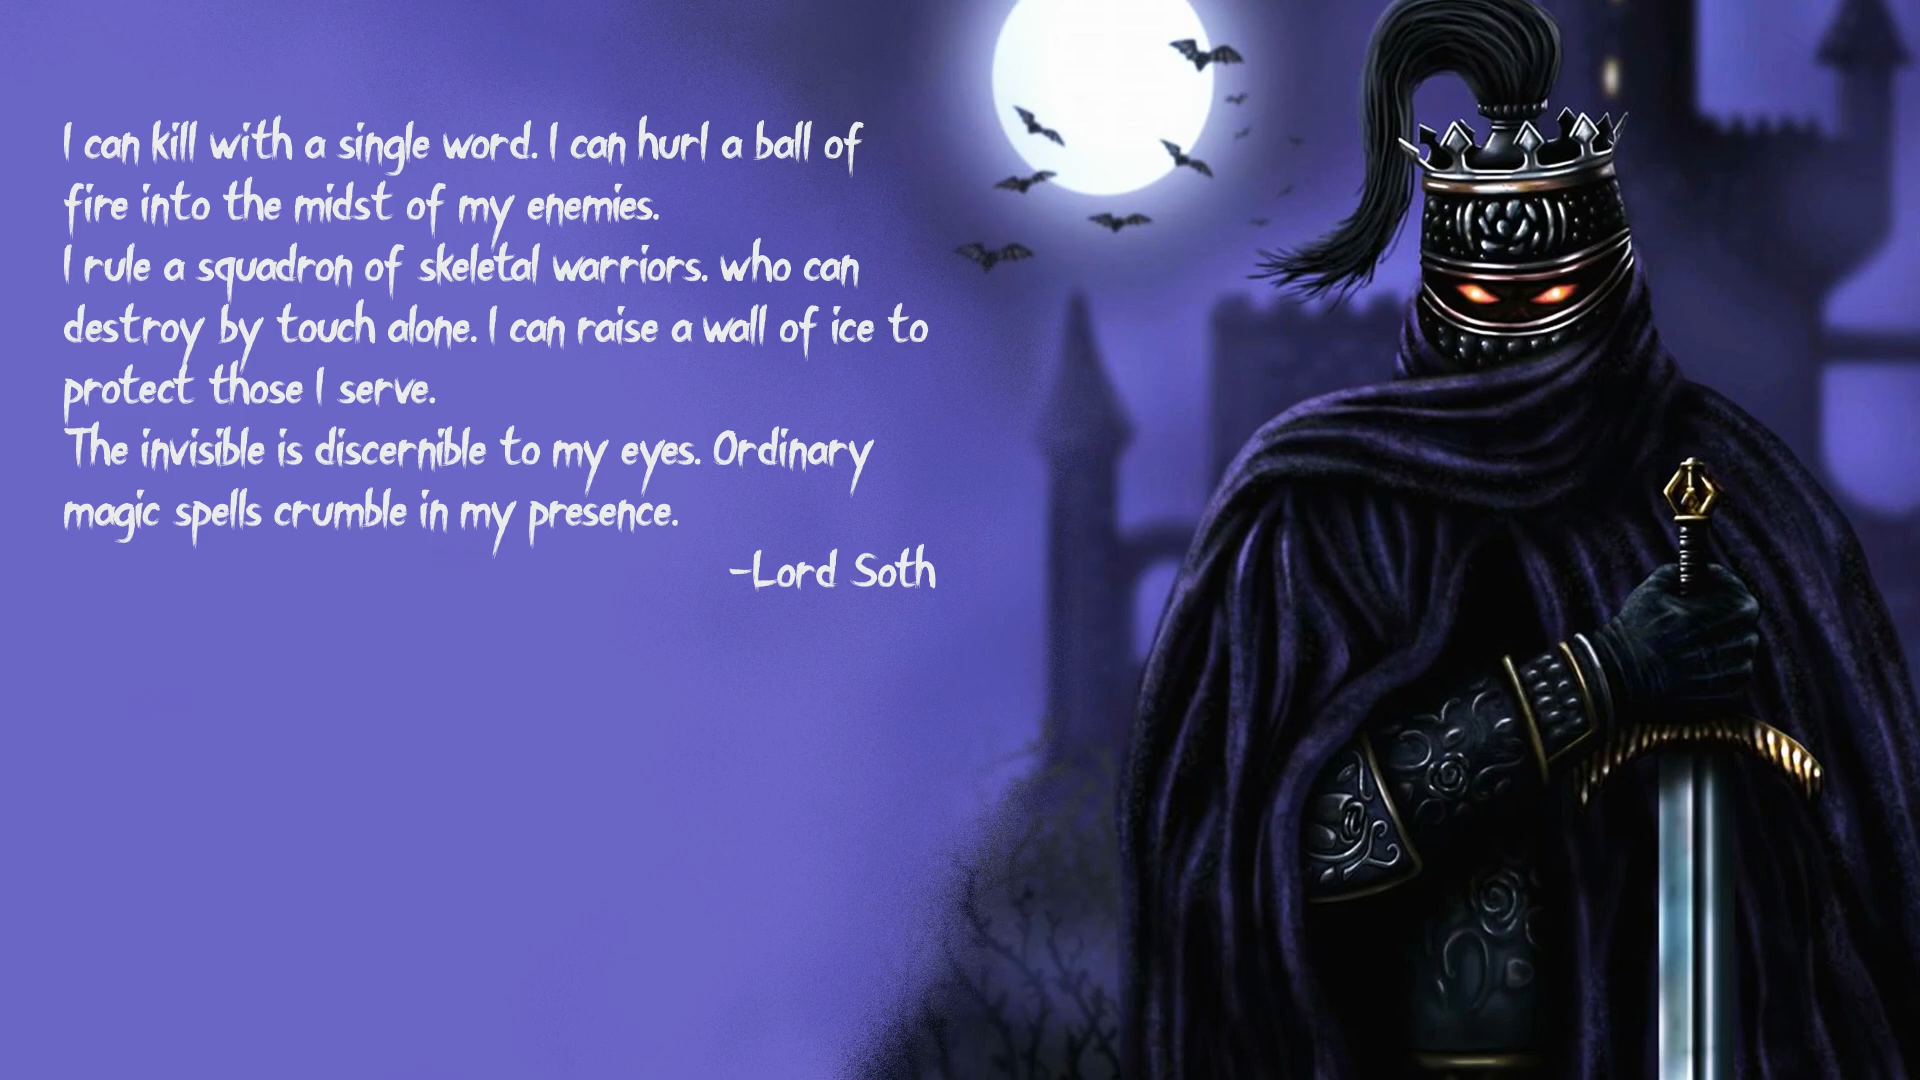 I can kill with a single word. I can hurl a ball of
fire into the midst of my enemies.
I rule a squadron of skeletal warriors. who can
destroy by touch alone. I can raise a wall of ice to
protect those I serve.
The invisible is discernible to my eyes. Ordinary
magic spells crumble in my presence.
-Lord Soth